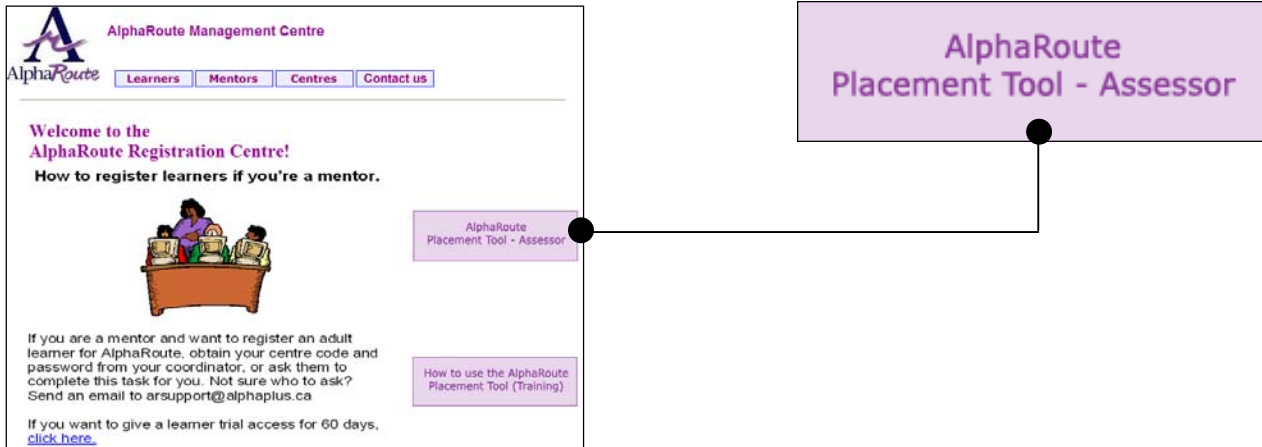 AlphaRoute Management Centre
AlphaRoute
Learners Mentors Centres Contact us
Welcome to the
AlphaRoute Registration Centre!
How to register learners if you're a mentor.
AlphaRoute
Placement Tool - Assessor
If you are a mentor and want to register an adult
learner for AlphaRoute, obtain your centre code and
password from your coordinator, or ask them to
complete this task for you. Not sure who to ask?
Send an email to arsupport@alphaplus.ca
How to use the AlphaRoute
Placement Tool (Training)
If you want to give a learner trial access for 60 days,
click here.
AlphaRoute
Placement Tool - Assessor